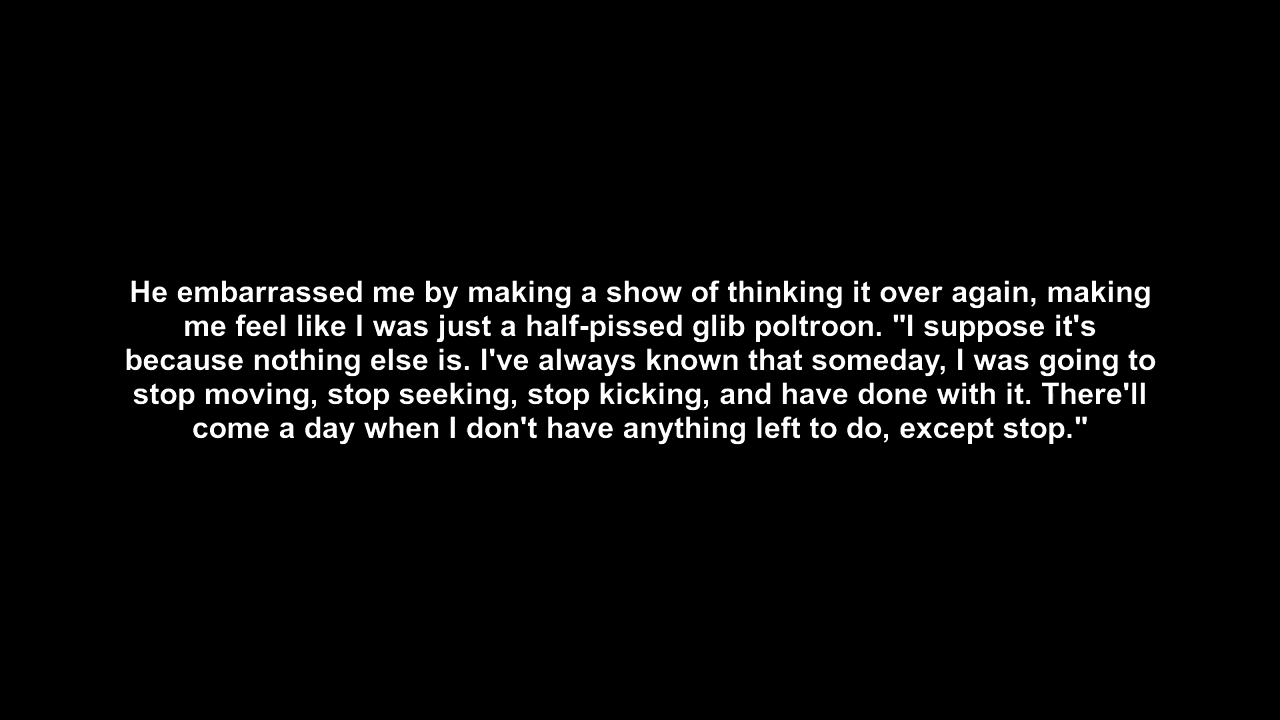 He embarrassed me by making a show of thinking it over again, making
me feel like I was just a half-pissed glib poltroon. "I suppose it's
because nothing else is. I've always known that someday, I was going to
stop moving, stop seeking, stop kicking, and have done with it. There'll
come a day when I don't have anything left to do, except stop."